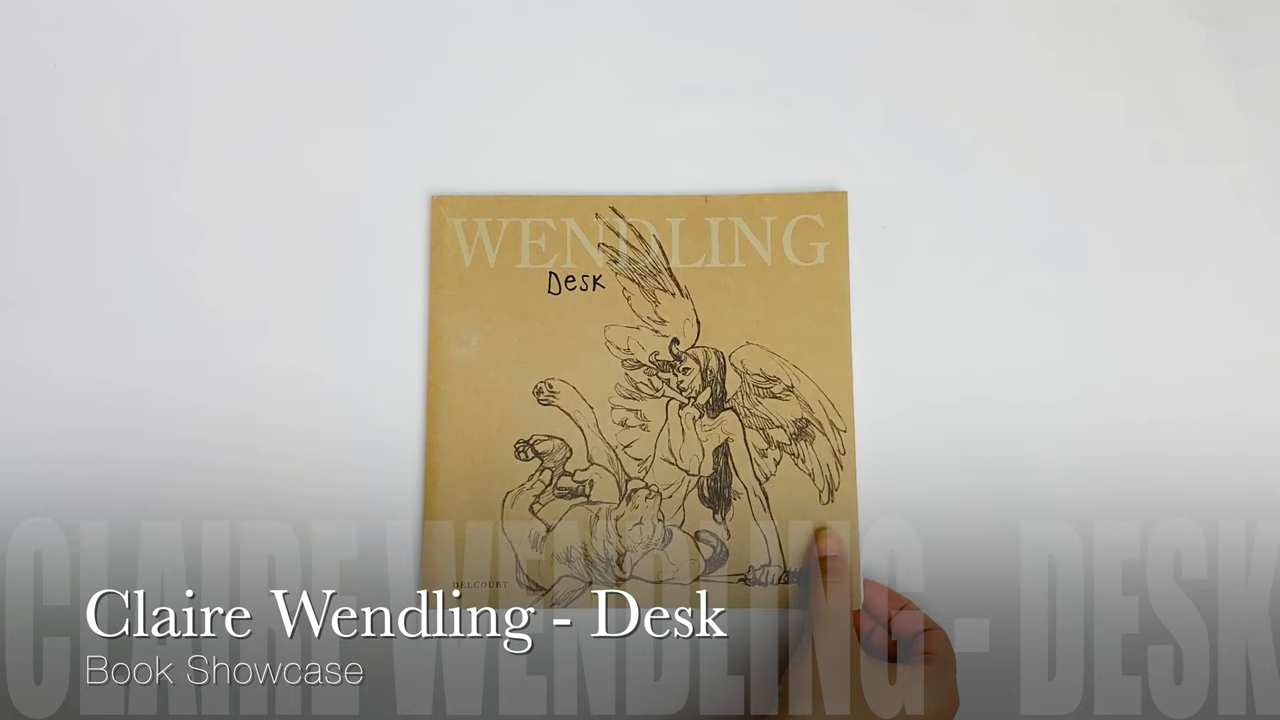 WENDLING
Desk
DELCOURT
CLAIRE WENDLING - DESK
Claire Wendling - Desk
Book Showcase